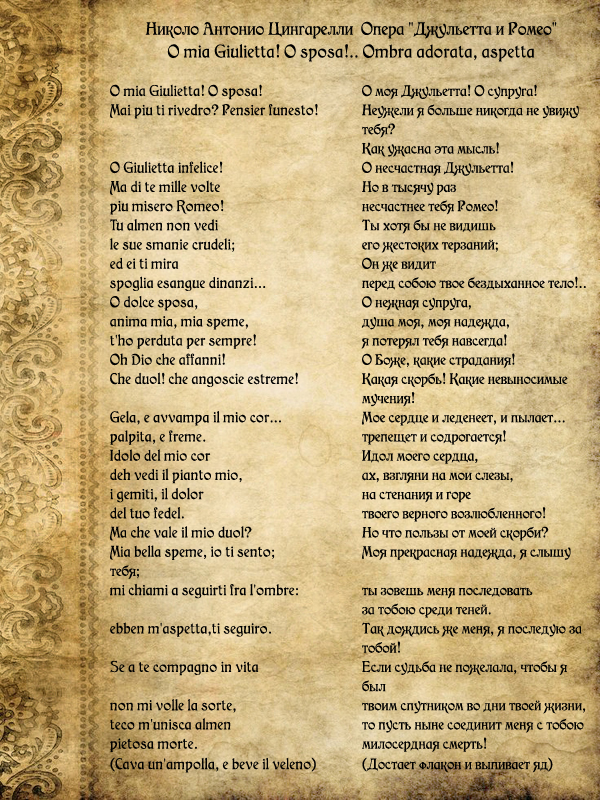 Николо Антонио Цингарелли Опера "Джульетта и Ромео"
O mia Giulietta! O sposa!.. Ombra adorata, aspetta
O mia Giulietta! O sposa! О моя Джульетта! О супруга!
Mai piu ti rivedro? Pensier funesto! Неужели я больше никогда не увижу
тебя?
Как ужасна эта мысль!
O Giulietta infelice! О несчастная Джульетта!
Ma di te mille volte Но в тысячу раз
piu misero Romeo! несчастнее тебя Ромео!
Tu almen non vedi Ты хотя бы не видишь
le sue smanie crudeli; его жестоких терзаний;
ed ei ti mira Он же видит
spoglia esangue dinanzi... перед собою твое бездыханное тело!..
O dolce sposa, О нежная супруга,
anima mia, mia speme, душа моя, моя надежда,
t'ho perduta per sempre! я потерял тебя навсегда!
Oh Dio che affanni! О Боже, какие страдания!
Che duol! che angoscie estreme! Какая скорбь! Какие невыносимые
мучения!
Gela, e avvampa il mio cor... Мое сердце и леденеет, и пылает...
palpita, e freme. трепещет и содрогается!
Idolo del mio cor Идол моего сердца,
deh vedi il pianto mio, ах, взгляни на мои слезы,
i gemiti, il dolor на стенания и горе
del tuo fedel. твоего верного возлюбленного!
Ma che vale il mio duol? Но что пользы от моей скорби?
Mia bella speme, io ti sento; Моя прекрасная надежда, я слышу
тебя;
mi chiami a seguirti fra l'ombre: ты зовешь меня последовать
за тобою среди теней.
ebben m'aspetta,ti seguiro. Так дождись же меня, я последую за
тобой!
Se a te compagno in vita Если судьба не пожелала, чтобы я
был
non mi volle la sorte, твоим спутником во дни твоей жизни,
teco m'unisca almen то пусть ныне соединит меня с тобою
pietosa morte. милосердная смерть!
(Cava un'ampolla, e beve il veleno) (Достает флакон и выпивает яд)